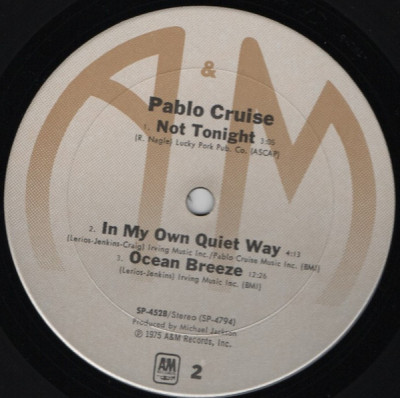 A&M
Pablo Cruise
1. Not Tonight 3:05
(R. Nagle) Lucky Park Pub. Co. (ASCAP)
2. In My Own Quiet Way 4:13
(Lerios-Jenkins-Craig) Irving Music Inc./Pablo Cruise Music Inc. (BMI)
3. Ocean Breeze 12:26
(Lerios-Jenkins) Irving Music Inc. (BMI)
SP-4528/Stereo (SP-4794)
Produced by Michael Jackson
℗ 1975 A&M Records, Inc.
A&M
2